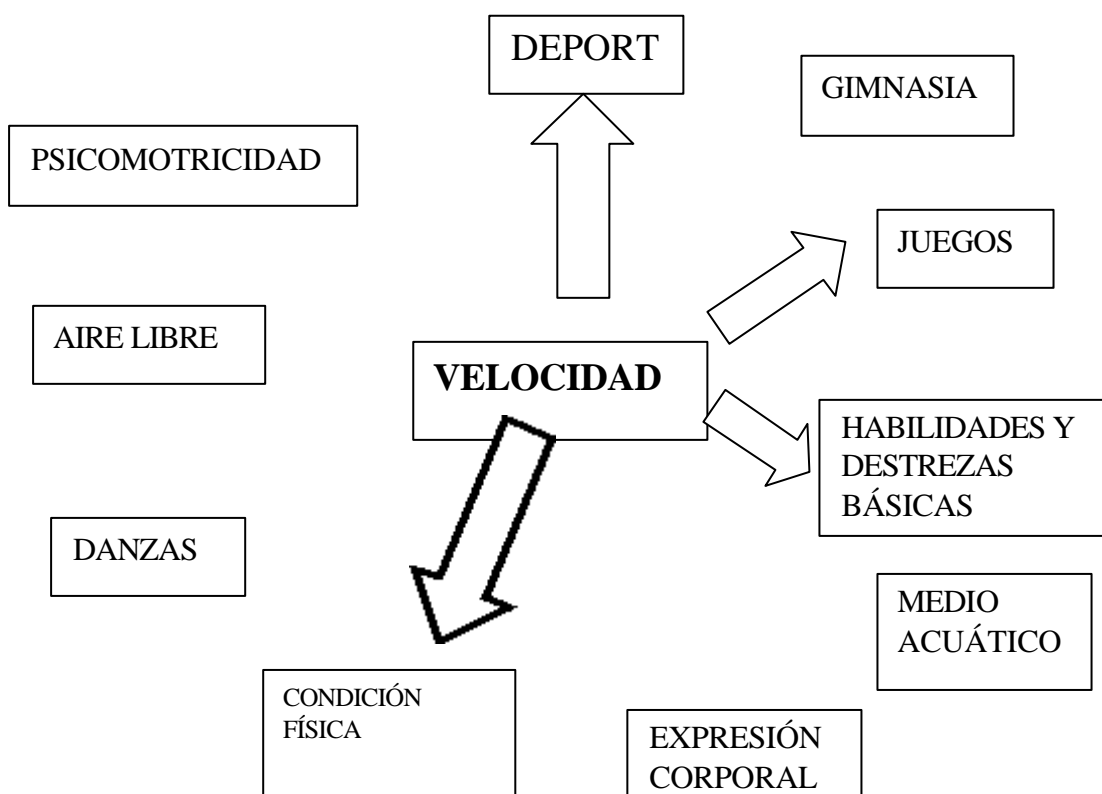 DEPORT
GIMNASIA
PSICOMOTRICIDAD
JUEGOS
AIRE LIBRE
VELOCIDAD
HABILIDADES Y
DESTREZAS
BÁSICAS
DANZAS
MEDIO
ACUÁTICO
CONDICIÓN
FÍSICA
EXPRESIÓN
CORPORAL